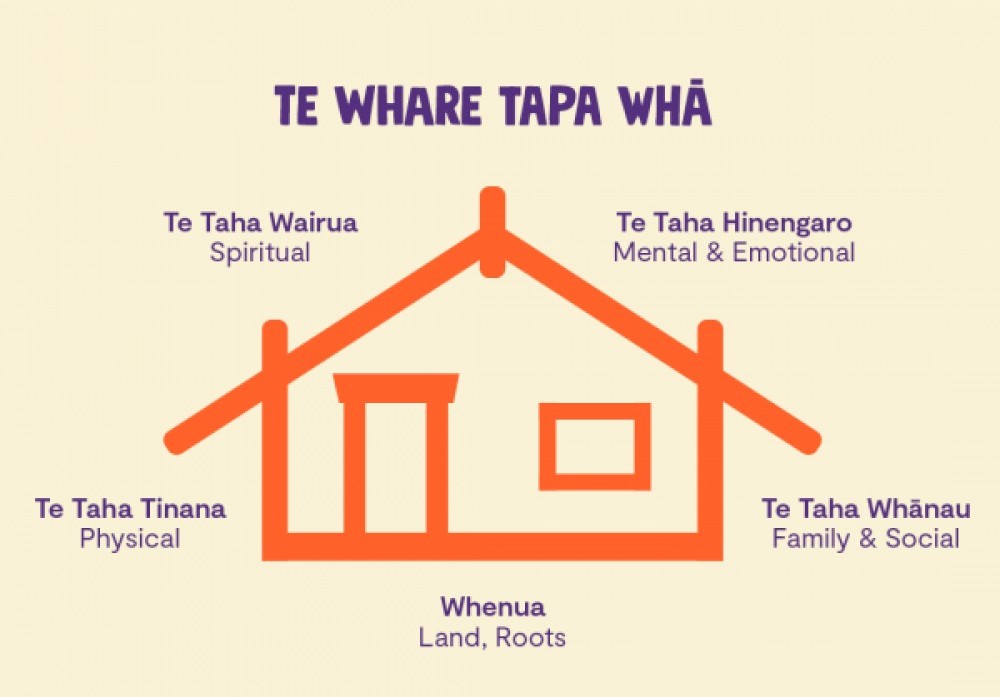 TE WHARE TAPA WHĀ
Te Taha Wairua
Spiritual
Te Taha Hinengaro
Mental & Emotional
Te Taha Tinana
Physical
Te Taha Whānau
Family & Social
Whenua
Land, Roots